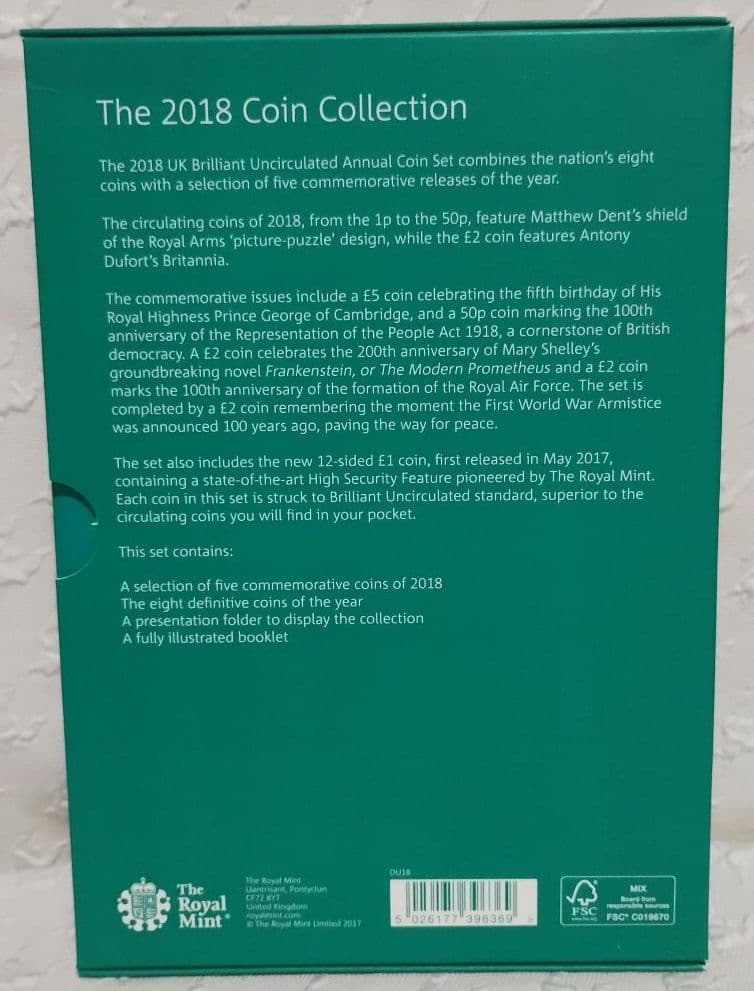 The 2018 Coin Collection
The 2018 UK Brilliant Uncirculated Annual Coin Set combines the nation's eight
coins with a selection of five commemorative releases of the year.
The circulating coins of 2018, from the 1p to the 50p, feature Matthew Dent's shield
of the Royal Arms 'picture-puzzle' design, while the £2 coin features Antony
Dufort's Britannia.
The commemorative issues include a £5 coin celebrating the fifth birthday of His
Royal Highness Prince George of Cambridge, and a 50p coin marking the 100th
anniversary of the Representation of the People Act 1918, a cornerstone of British
democracy. A £2 coin celebrates the 200th anniversary of Mary Shelley's
groundbreaking novel Frankenstein, or The Modern Prometheus and a £2 coin
marks the 100th anniversary of the formation of the Royal Air Force. The set is
completed by a £2 coin remembering the moment the First World War Armistice
was announced 100 years ago, paving the way for peace.
The set also includes the new 12-sided £1 coin, first released in May 2017,
containing a state-of-the-art High Security Feature pioneered by The Royal Mint.
Each coin in this set is struck to Brilliant Uncirculated standard, superior to the
circulating coins you will find in your pocket.
This set contains:
A selection of five commemorative coins of 2018
The eight definitive coins of the year
A presentation folder to display the collection
A fully illustrated booklet
The
Royal
Mint®
The Royal Mint
Llantrisant, Pontyclun
CF72 8YT
United Kingdom
royalmint.com
© The Royal Mint Limited 2017
DU18
5 026177 396369 >
FSC
MIX
Board from
responsible sources
FSC® C019670